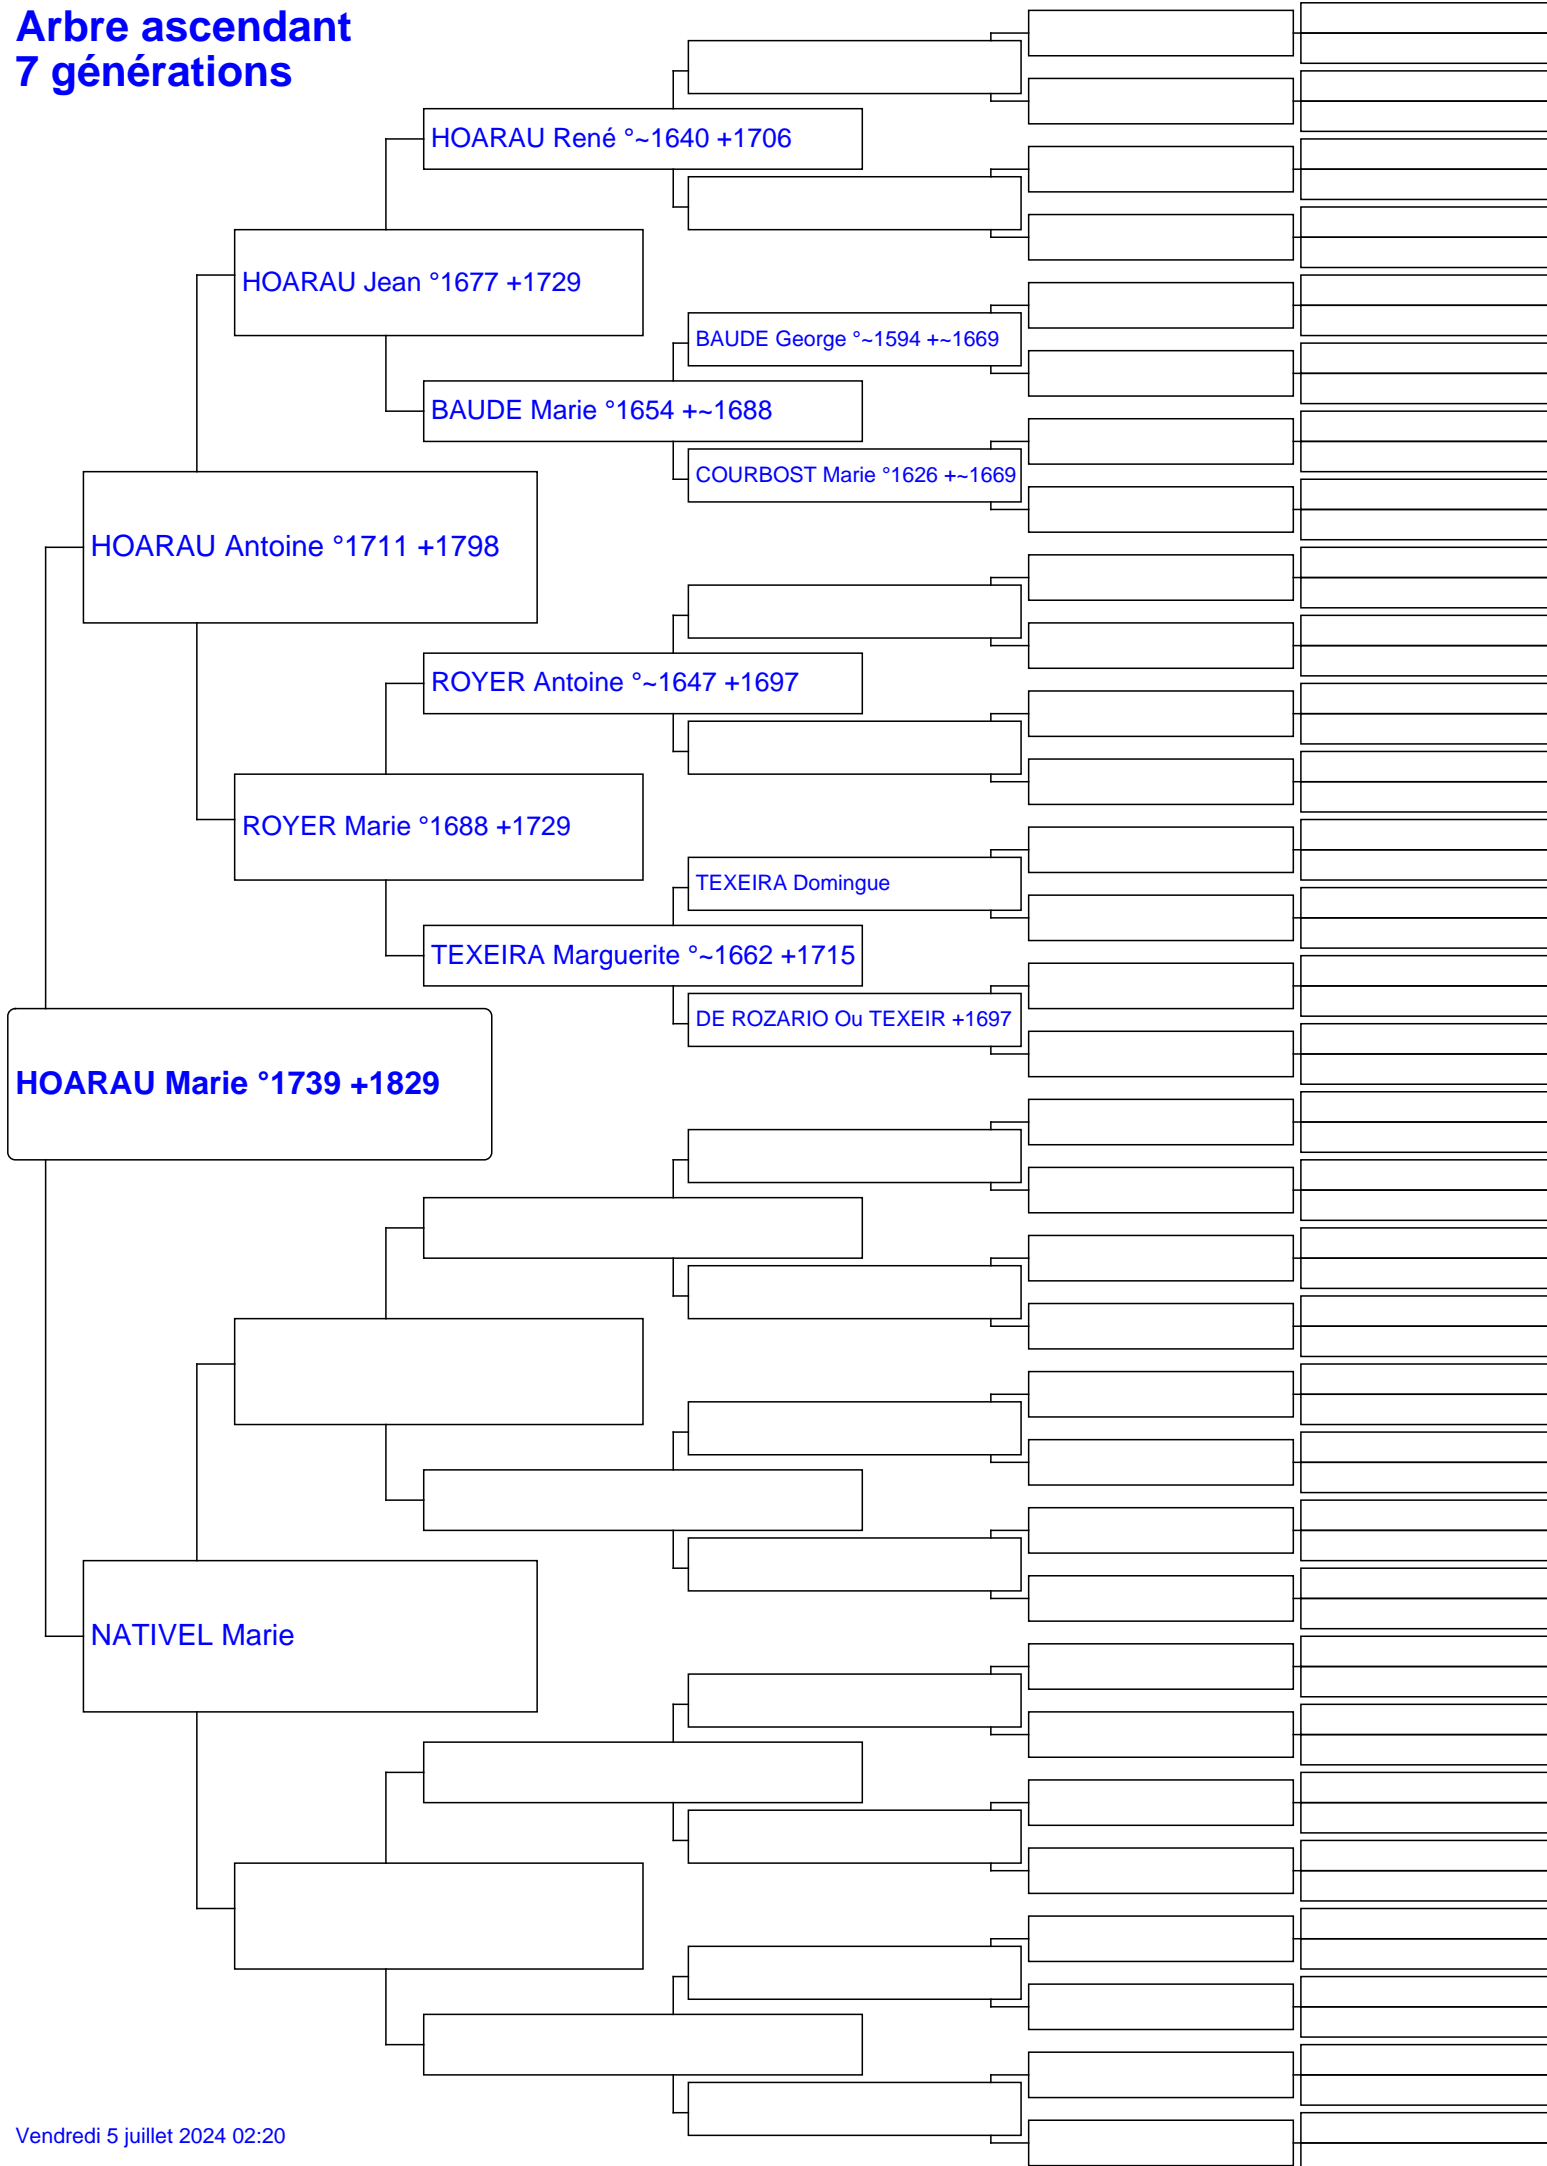 Arbre ascendant
7 générations
HOARAU René °~1640 +1706
HOARAU Jean °1677 +1729
BAUDE George °~1594 +~1669
BAUDE Marie °1654 +~1688
COURBOST Marie °1626 +~1669
HOARAU Antoine °1711 +1798
ROYER Antoine °~1647 +1697
ROYER Marie °1688 +1729
TEXEIRA Domingue
TEXEIRA Marguerite °~1662 +1715
DE ROZARIO Ou TEXEIR +1697
HOARAU Marie °1739 +1829
NATIVEL Marie
Vendredi 5 juillet 2024 02:20